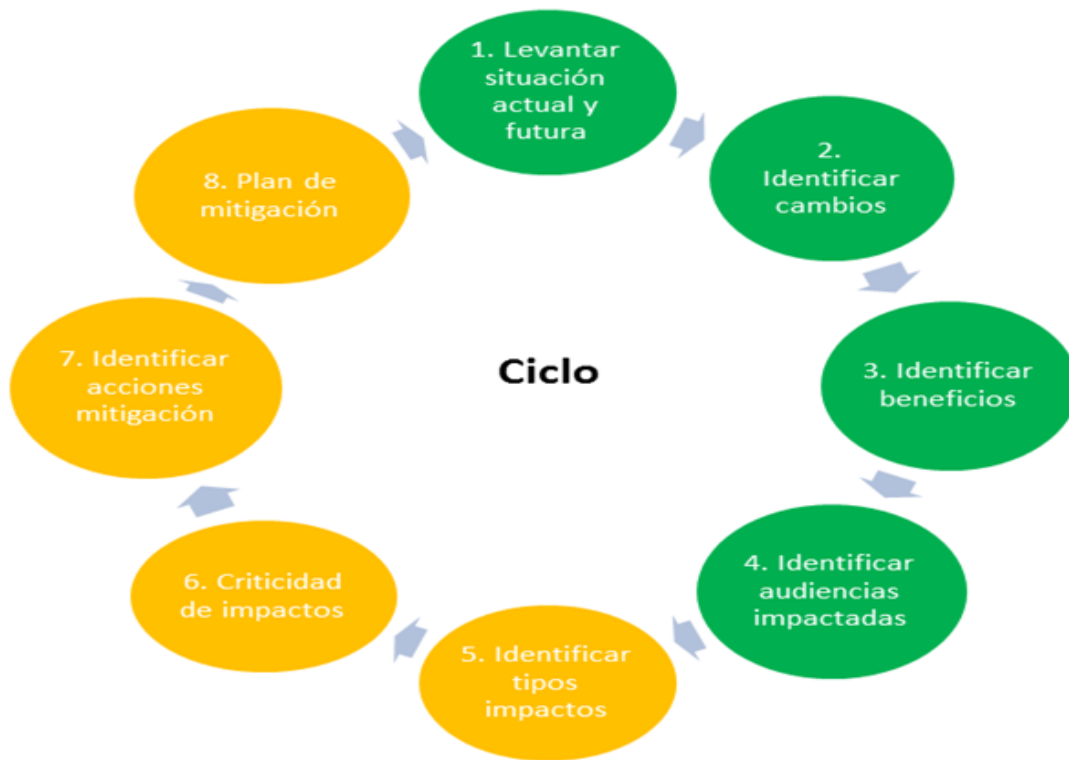 1. Levantar
situación
actual y
futura
2.
Identificar
cambios
3. Identificar
beneficios
4. Identificar
audiencias
impactadas
5. Identificar
tipos
impactos
6. Criticidad
de impactos
7. Identificar
acciones
mitigación
8. Plan de
mitigación
Ciclo